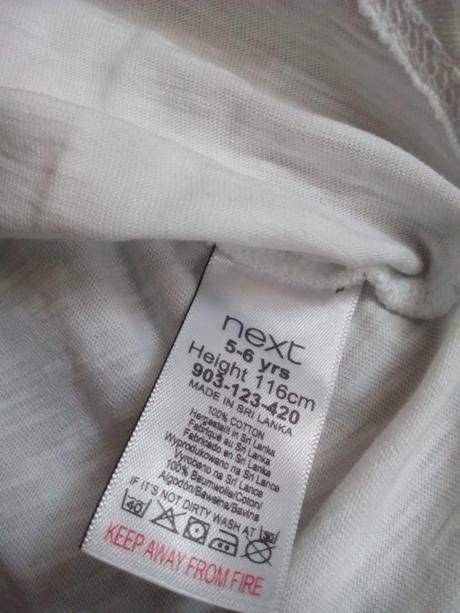 next
5-6 yrs
Height 116cm
903-123-420
MADE IN SRI LANKA
100% COTTON
Hergestellt in Sri Lanka
Fabriqué au Sri Lanka
Fabricado en Sri Lanka
Wyprodukowano na Sri Lance
Vyrobeno na Sri Lance
100% Baumwolle/Coton/
Algodón/Bawełna/Bavlna
IF IT'S NOT DIRTY WASH AT 30
40
KEEP AWAY FROM FIRE